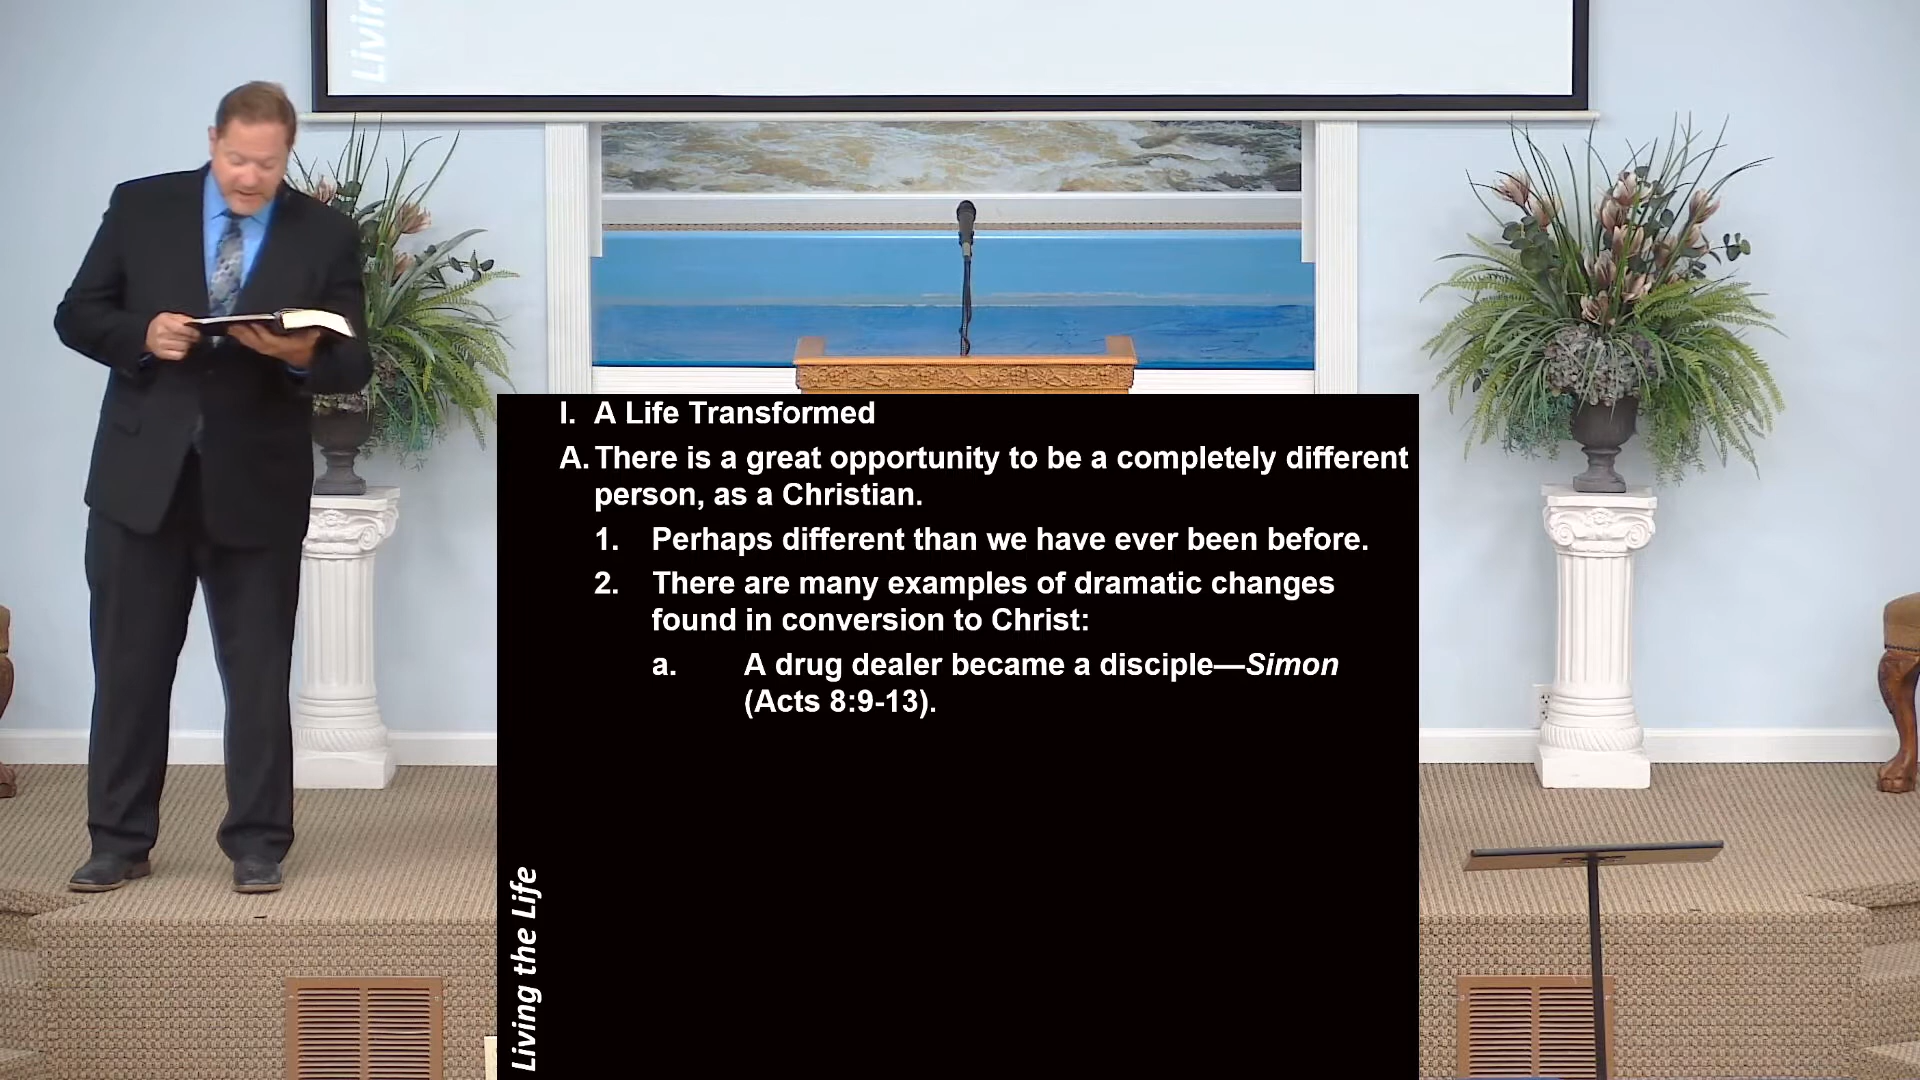 Livin
I. A Life Transformed
A. There is a great opportunity to be a completely different
person, as a Christian.
1. Perhaps different than we have ever been before.
2. There are many examples of dramatic changes
found in conversion to Christ:
a. A drug dealer became a disciple—Simon
(Acts 8:9-13).
Living the Life